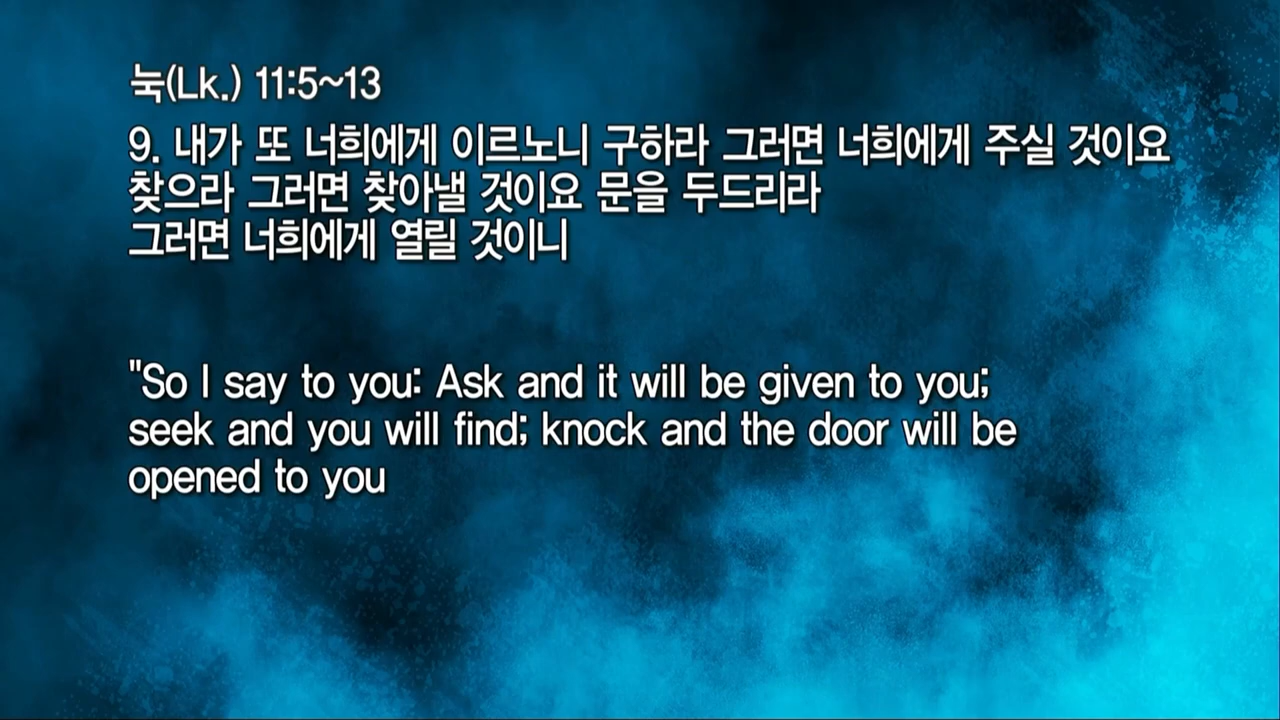 눅(Lk.) 11:5~13
9. 내가 또 너희에게 이르노니 구하라 그러면 너희에게 주실 것이요
찾으라 그러면 찾아낼 것이요 문을 두드리라
그러면 너희에게 열릴 것이니
"So I say to you: Ask and it will be given to you;
seek and you will find; knock and the door will be
opened to you